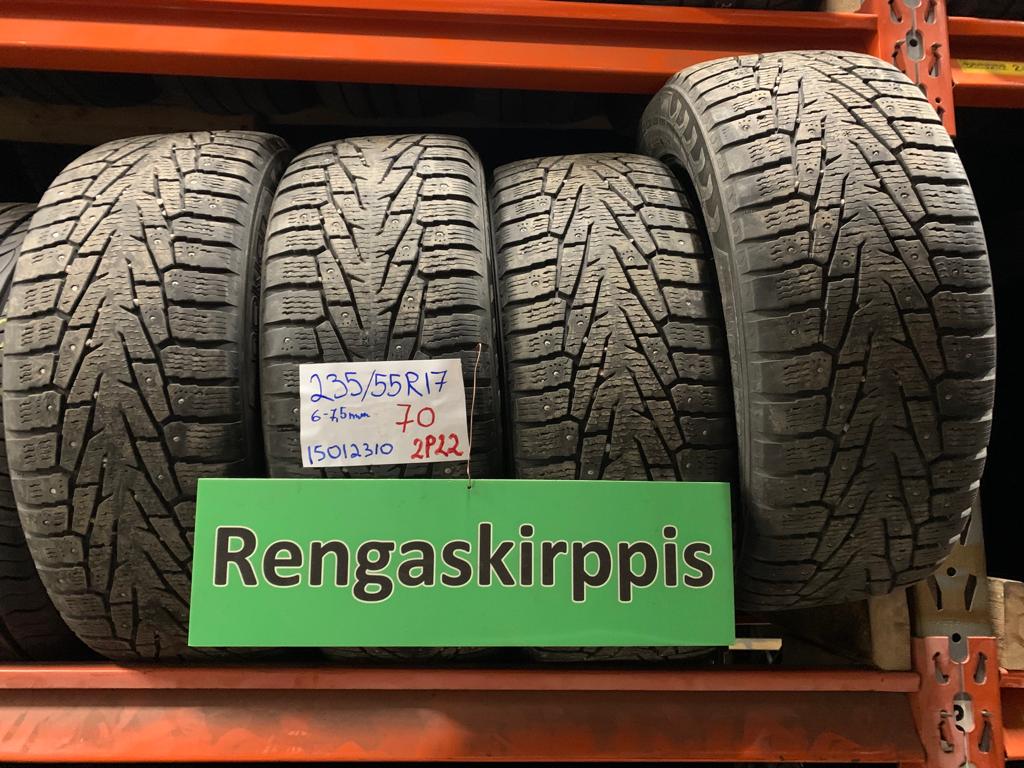 235/55R17
6-7,5mm 70
15012310 2P22
Rengaskirppis